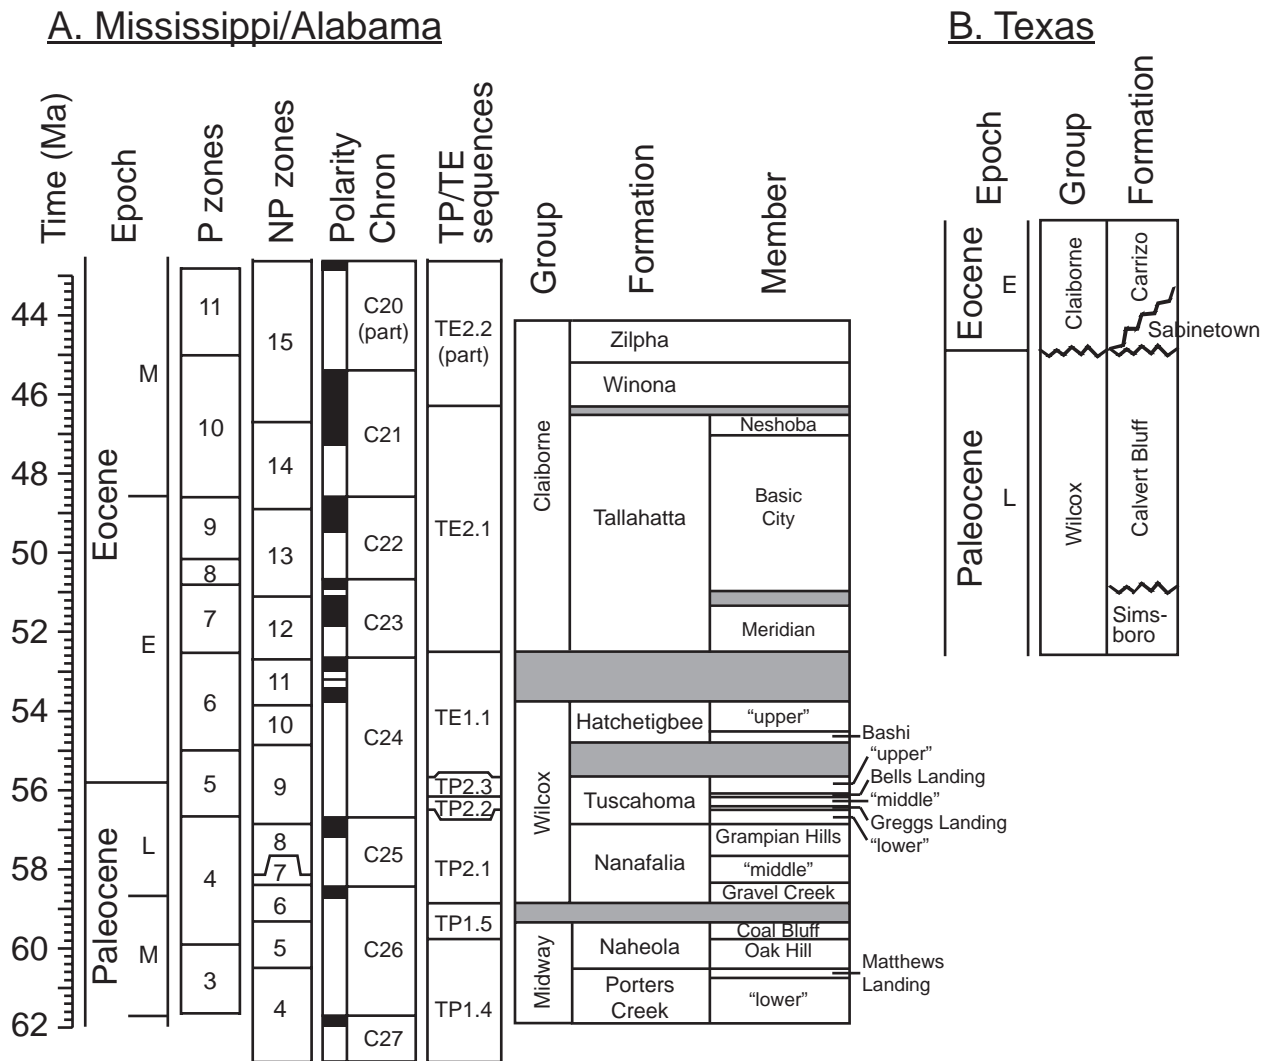 A. Mississippi/Alabama
B. Texas
Time (Ma)
Epoch
P zones
NP zones
Polarity
Chron
TP/TE
sequences
Group
Formation
Member
44
46
48
50
52
54
56
58
60
62
Eocene
Paleocene
M
E
L
M
11
10
9
8
7
6
5
4
3
15
14
13
12
11
10
9
8
7
6
5
4
C20
(part)
C21
C22
C23
C24
C25
C26
C27
TE2.2
(part)
TE2.1
TE1.1
TP2.3
TP2.2
TP2.1
TP1.5
TP1.4
Claiborne
Wilcox
Midway
Zilpha
Winona
Tallahatta
Hatchetigbee
Tuscahoma
Nanafalia
Naheola
Porters
Creek
Neshoba
Basic
City
Meridian
“upper”
Bashi
“upper”
Bells Landing
“middle”
Greggs Landing
“lower”
Grampian Hills
“middle”
Gravel Creek
Coal Bluff
Oak Hill
Matthews
Landing
“lower”
Epoch
Group
Formation
Eocene
E
Claiborne
Carrizo
Sabinetown
Paleocene
L
Wilcox
Calvert Bluff
Sims-
boro